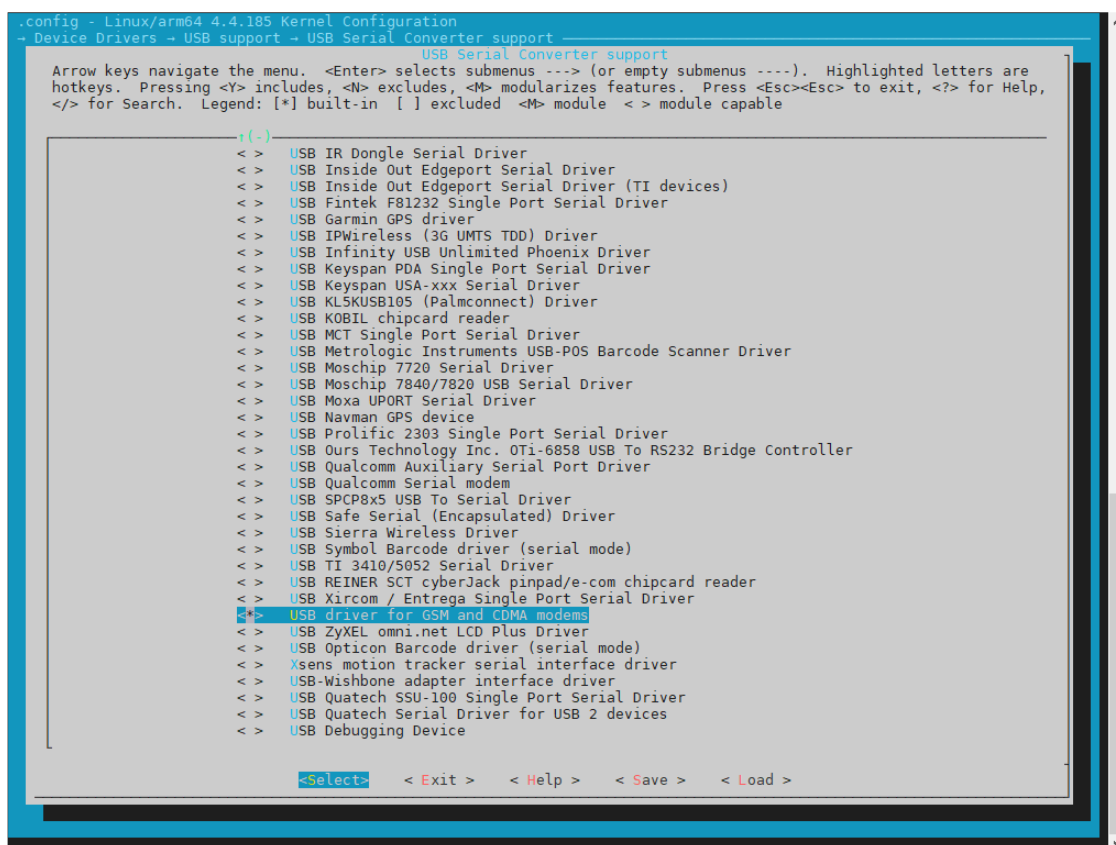 .config - Linux/arm64 4.4.185 Kernel Configuration
→ Device Drivers → USB support → USB Serial Converter support
USB Serial Converter support
Arrow keys navigate the menu.  <Enter> selects submenus ---> (or empty submenus ----).  Highlighted letters are
hotkeys.  Pressing <Y> includes, <N> excludes, <M> modularizes features.  Press <Esc><Esc> to exit, <?> for Help,
</> for Search.  Legend: [*] built-in  [ ] excluded  <M> module  < > module capable
↑(-)
< >   USB IR Dongle Serial Driver
< >   USB Inside Out Edgeport Serial Driver
< >   USB Inside Out Edgeport Serial Driver (TI devices)
< >   USB Fintek F81232 Single Port Serial Driver
< >   USB Garmin GPS driver
< >   USB IPWireless (3G UMTS TDD) Driver
< >   USB Infinity USB Unlimited Phoenix Driver
< >   USB Keyspan PDA Single Port Serial Driver
< >   USB Keyspan USA-xxx Serial Driver
< >   USB KL5KUSB105 (Palmconnect) Driver
< >   USB KOBIL chipcard reader
< >   USB MCT Single Port Serial Driver
< >   USB Metrologic Instruments USB-POS Barcode Scanner Driver
< >   USB Moschip 7720 Serial Driver
< >   USB Moschip 7840/7820 USB Serial Driver
< >   USB Moxa UPORT Serial Driver
< >   USB Navman GPS device
< >   USB Prolific 2303 Single Port Serial Driver
< >   USB Ours Technology Inc. OTi-6858 USB To RS232 Bridge Controller
< >   USB Qualcomm Auxiliary Serial Port Driver
< >   USB Qualcomm Serial modem
< >   USB SPCP8x5 USB To Serial Driver
< >   USB Safe Serial (Encapsulated) Driver
< >   USB Sierra Wireless Driver
< >   USB Symbol Barcode driver (serial mode)
< >   USB TI 3410/5052 Serial Driver
< >   USB REINER SCT cyberJack pinpad/e-com chipcard reader
< >   USB Xircom / Entrega Single Port Serial Driver
<*>   USB driver for GSM and CDMA modems
< >   USB ZyXEL omni.net LCD Plus Driver
< >   USB Opticon Barcode driver (serial mode)
< >   Xsens motion tracker serial interface driver
< >   USB-Wishbone adapter interface driver
< >   USB Quatech SSU-100 Single Port Serial Driver
< >   USB Quatech Serial Driver for USB 2 devices
< >   USB Debugging Device
<Select>    < Exit >    < Help >    < Save >    < Load >